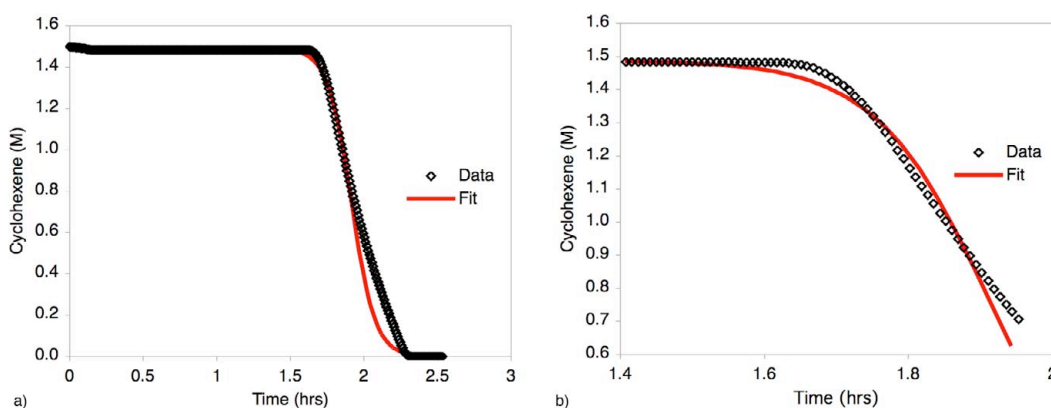 1.6
1.4
1.2
1.0
0.8
0.6
0.4
0.2
0.0
Cyclohexene (M)
Data
Fit
0 0.5 1 1.5 2 2.5 3
Time (hrs)
a)
1.6
1.5
1.4
1.3
1.2
1.1
1.0
0.9
0.8
0.7
0.6
Cyclohexene (M)
Data
Fit
1.4 1.6 1.8 2
Time (hrs)
b)